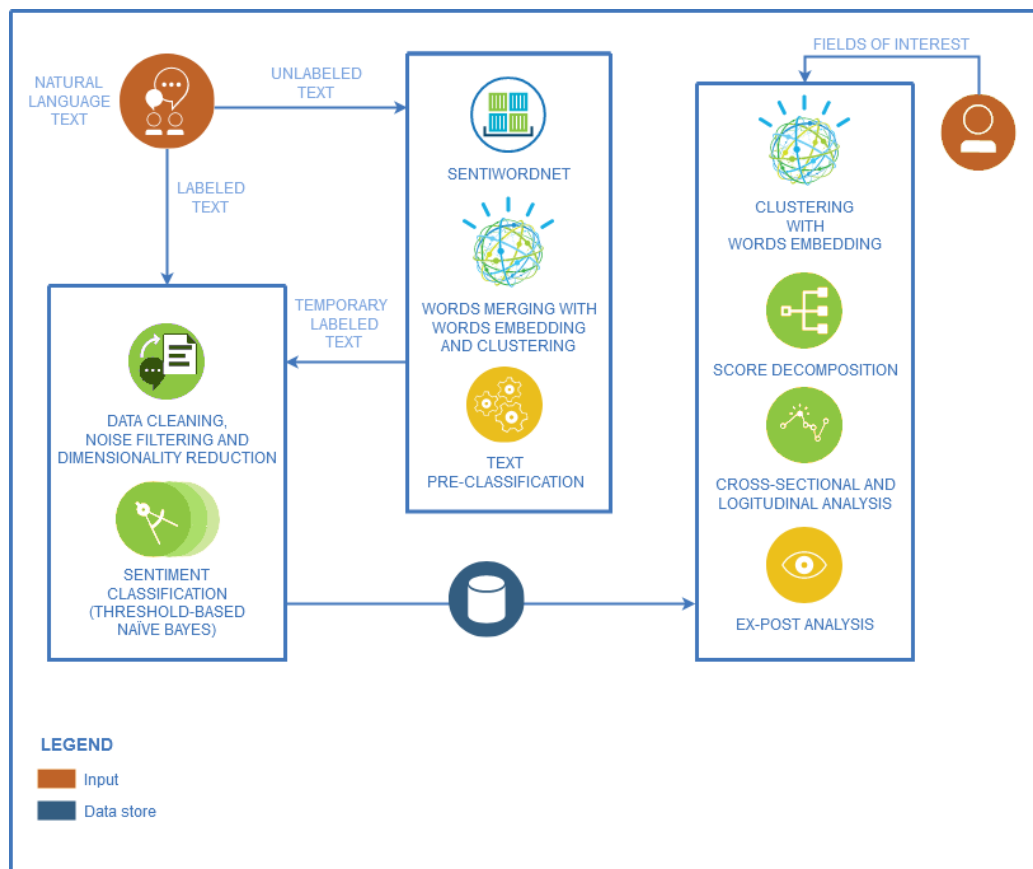 NATURAL
LANGUAGE
TEXT
UNLABELED
TEXT
LABELED
TEXT
SENTIWORDNET
WORDS MERGING WITH
WORDS EMBEDDING
AND CLUSTERING
TEXT
PRE-CLASSIFICATION
TEMPORARY
LABELED
TEXT
DATA CLEANING,
NOISE FILTERING AND
DIMENSIONALITY REDUCTION
SENTIMENT
CLASSIFICATION
(THRESHOLD-BASED
NAÏVE BAYES)
FIELDS OF INTEREST
CLUSTERING
WITH
WORDS EMBEDDING
SCORE DECOMPOSITION
CROSS-SECTIONAL AND
LOGITUDINAL ANALYSIS
EX-POST ANALYSIS
LEGEND
Input
Data store